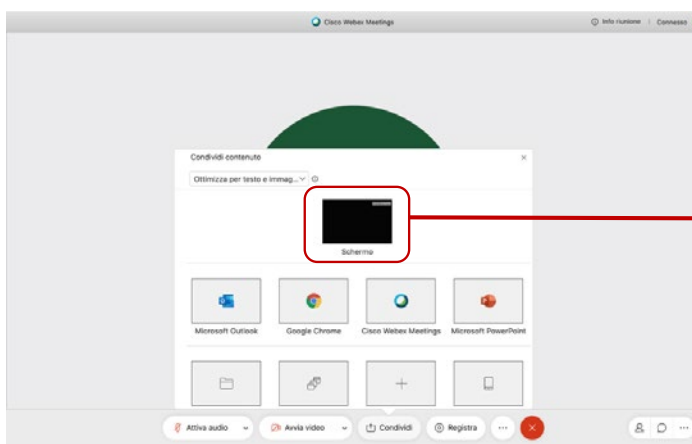 Cisco Webex Meetings
Info riunione | Connesso
Condividi contenuto
Ottimizza per testo e immag...
Schermo
Microsoft Outlook Google Chrome Cisco Webex Meetings Microsoft PowerPoint
Attiva audio Avvia video Condividi Registra